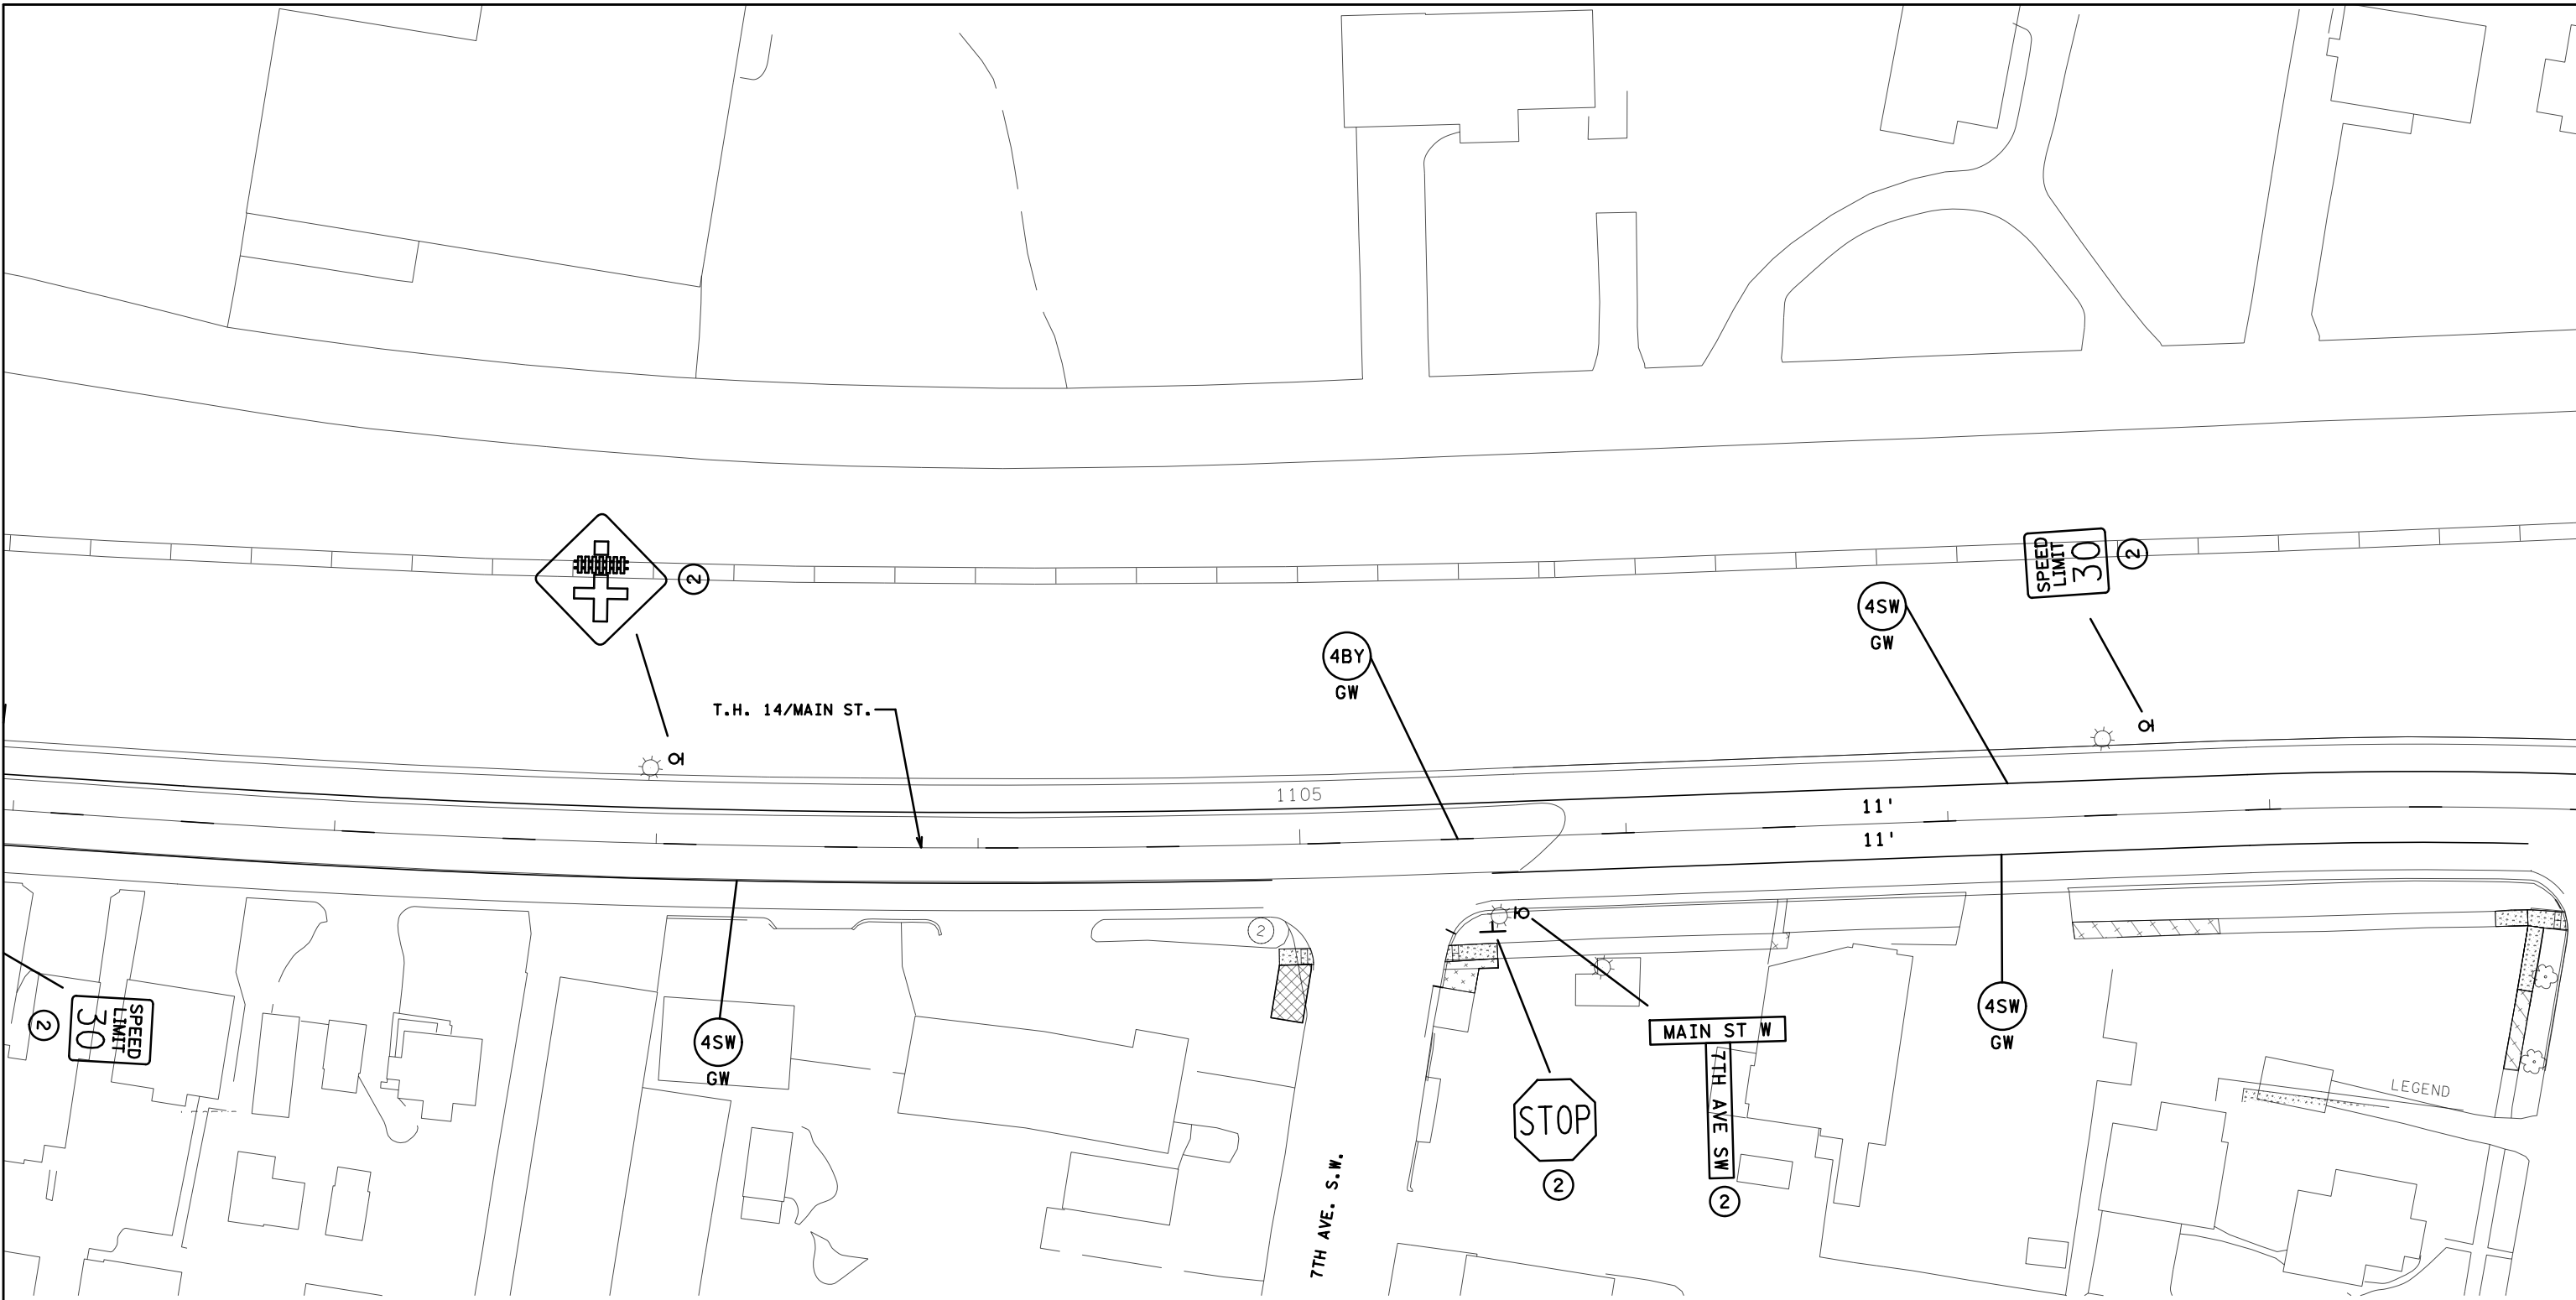 2
SPEED
LIMIT
30
2
4SW
GW
4BY
GW
T.H. 14/MAIN ST.
1105
11'
11'
2
SPEED
LIMIT
30
2
4SW
GW
4SW
GW
MAIN ST W
7TH AVE SW
2
STOP
2
LEGEND
7TH AVE. S.W.